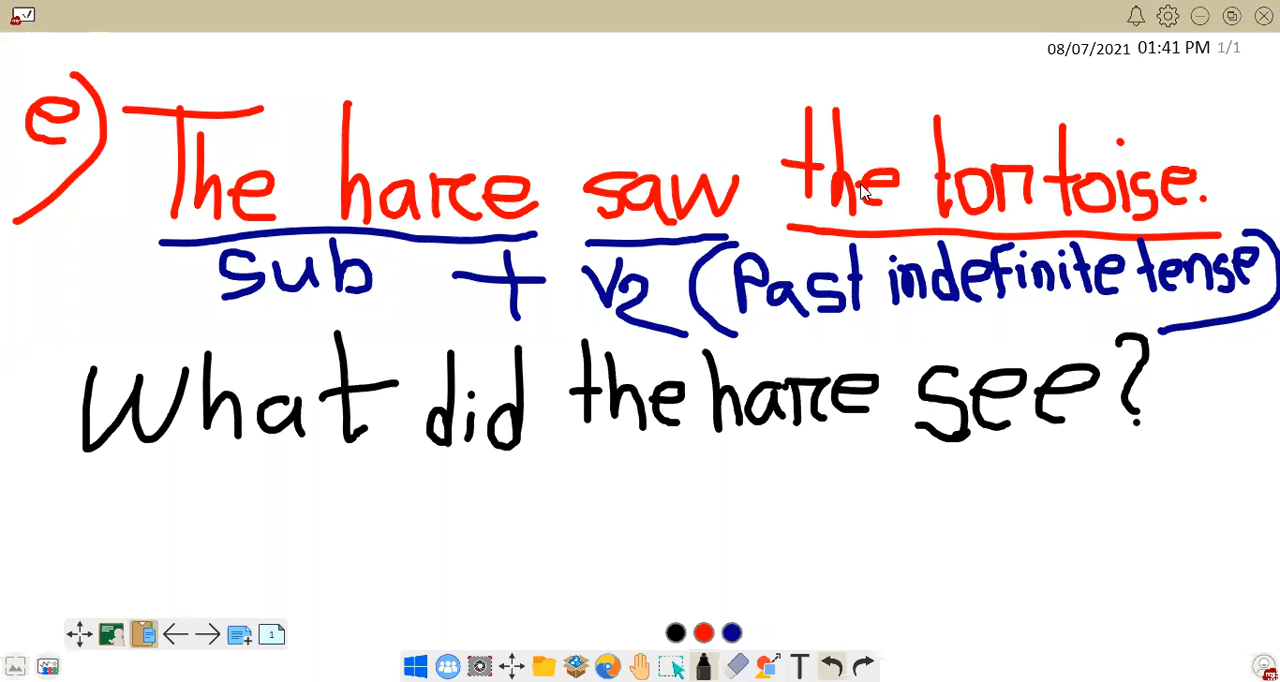 08/07/2021 01:41 PM 1/1
e) The hare saw the tortoise.
sub + V2 (Past indefinite tense)
What did the hare see?
1
T